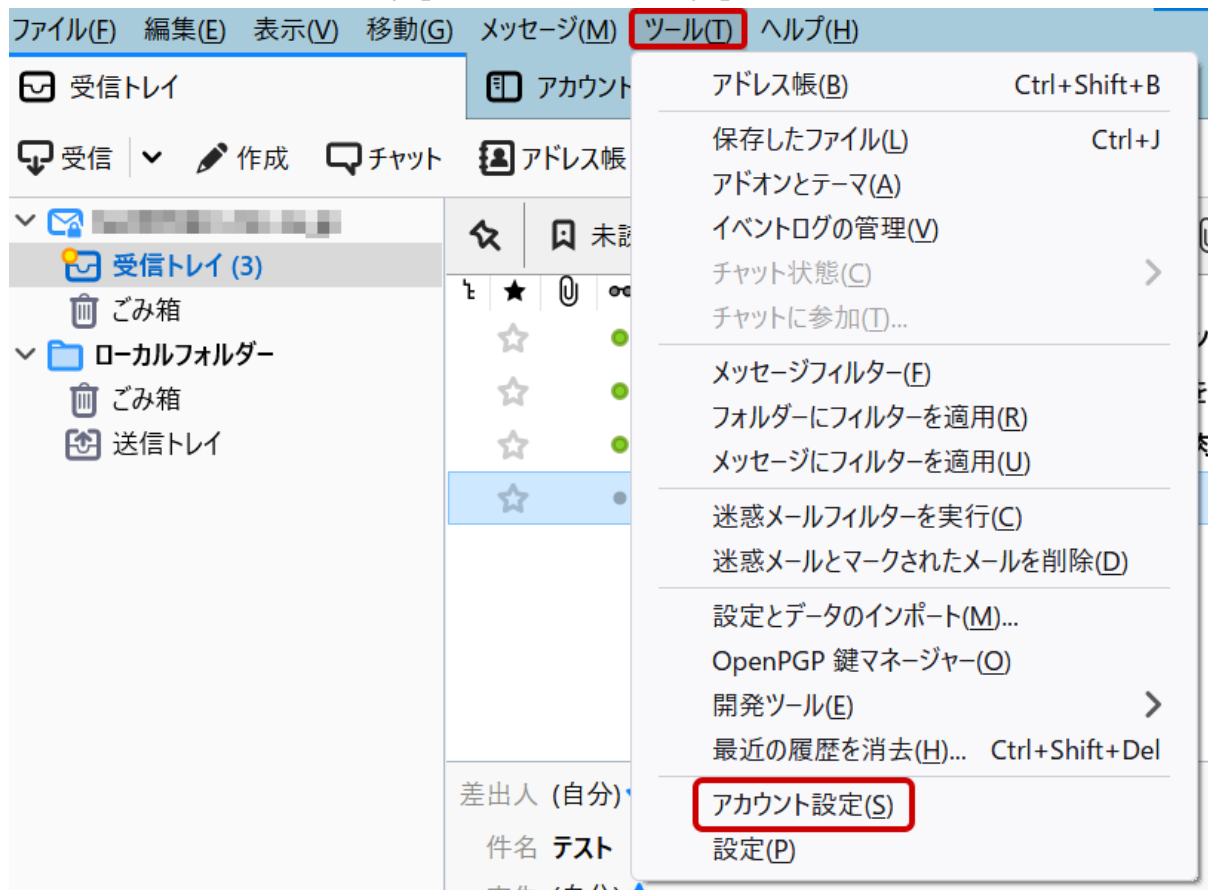 ファイル(F) 編集(E) 表示(V) 移動(G) メッセージ(M) ツール(T) ヘルプ(H)
受信トレイ
アカウント
受信 作成 チャット アドレス帳
受信トレイ (3)
ごみ箱
ローカルフォルダー
ごみ箱
送信トレイ
未読
アドレス帳(B) Ctrl+Shift+B
保存したファイル(L) Ctrl+J
アドオンとテーマ(A)
イベントログの管理(V)
チャット状態(C)
チャットに参加(T)...
メッセージフィルター(F)
フォルダーにフィルターを適用(R)
メッセージにフィルターを適用(U)
迷惑メールフィルターを実行(C)
迷惑メールとマークされたメールを削除(D)
設定とデータのインポート(M)...
OpenPGP 鍵マネージャー(O)
開発ツール(E)
最近の履歴を消去(H)... Ctrl+Shift+Del
アカウント設定(S)
設定(P)
差出人 (自分)
件名 テスト